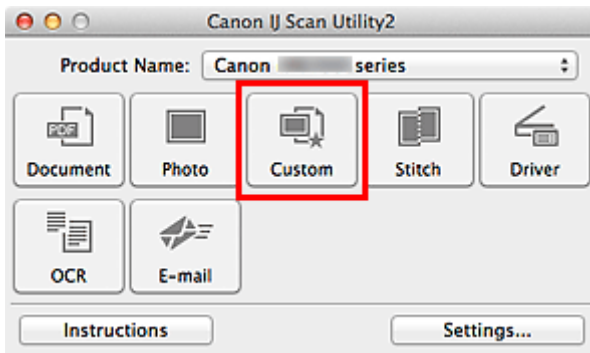 Canon IJ Scan Utility2
Product Name: Canon series
Document Photo Custom Stitch Driver
PDF
OCR E-mail
Instructions Settings...